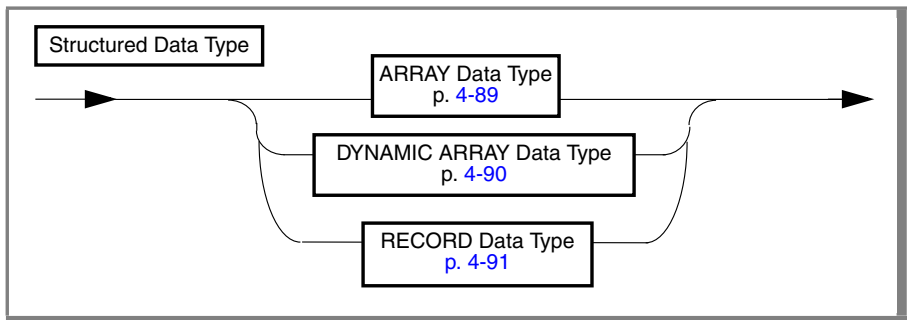 Structured Data Type
ARRAY Data Type
p. 4-89
DYNAMIC ARRAY Data Type
p. 4-90
RECORD Data Type
p. 4-91